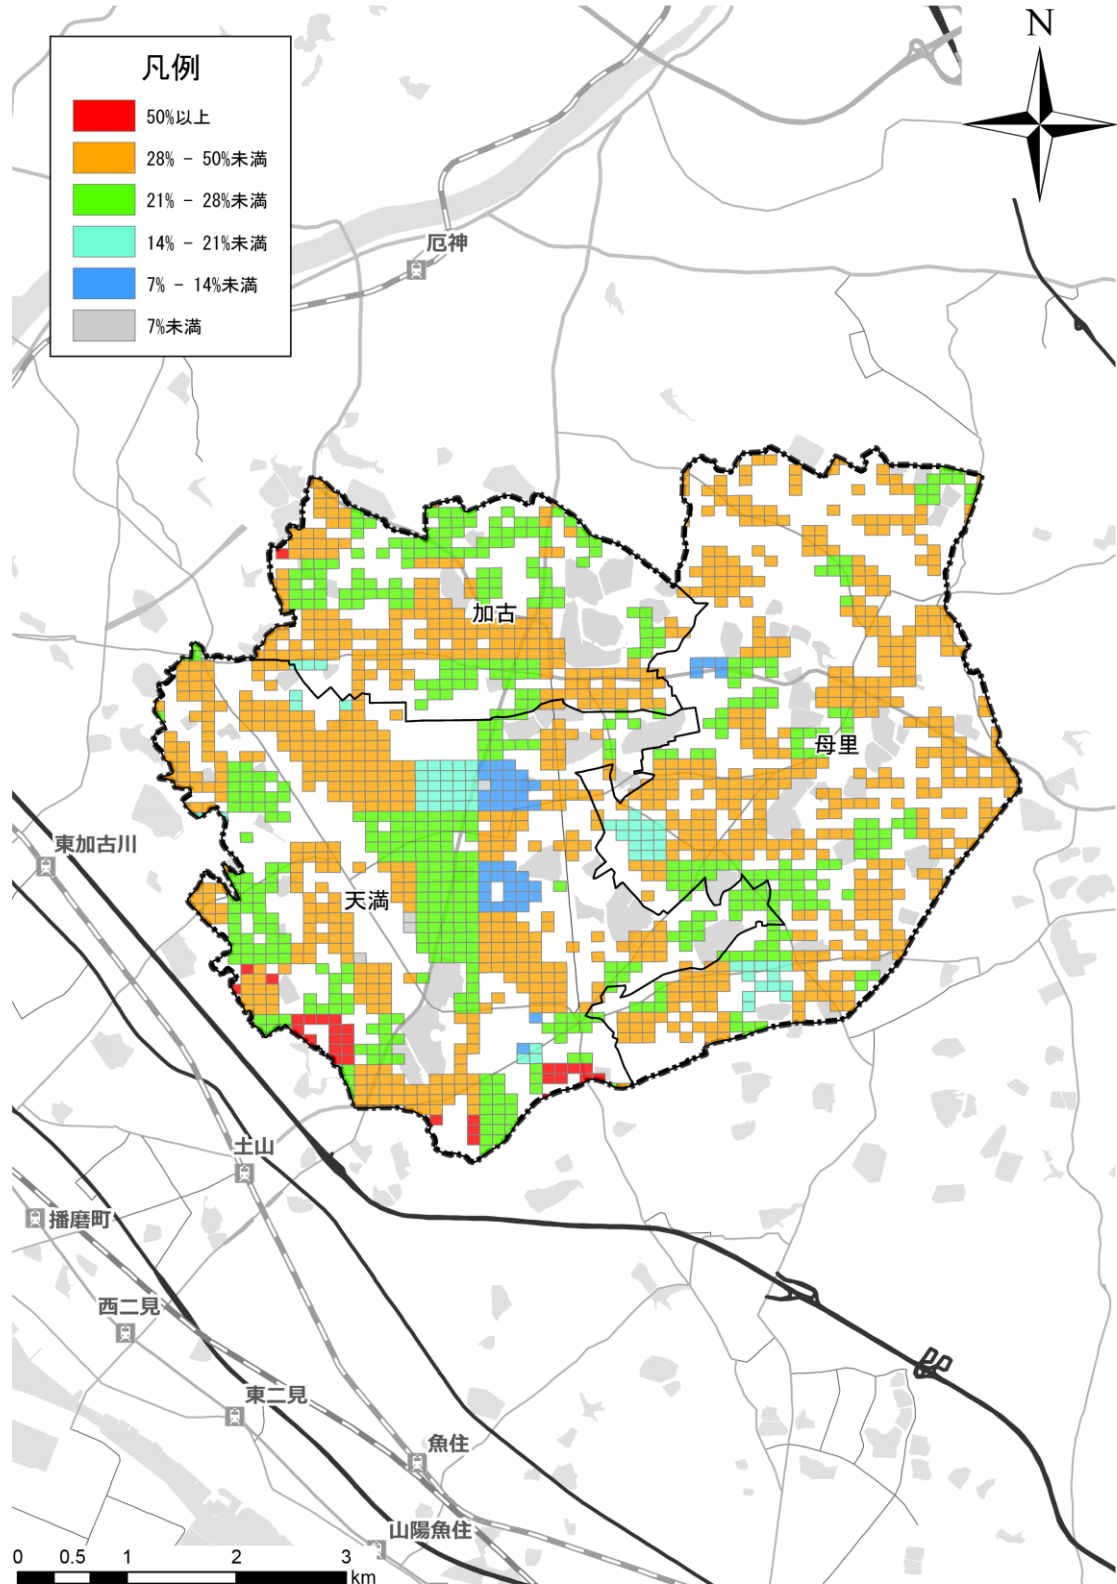 N
凡例
50%以上
28% - 50%未満
21% - 28%未満
14% - 21%未満
7% - 14%未満
7%未満
厄神
加古
母里
東加古川
天満
土山
播磨町
西二見
東二見
魚住
山陽魚住
0 0.5 1 2 3
km